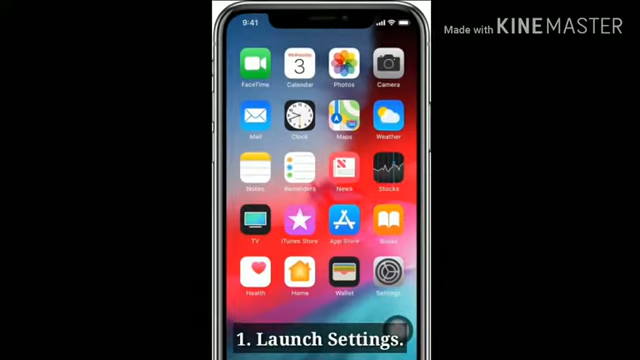 9:41
Made with KINEMASTER
Wednesday
3
FaceTime Calendar Photos Camera
Mail Clock Maps Weather
Notes Reminders News Stocks
TV iTunes Store App Store Books
Health Home Wallet Settings
1. Launch Settings.